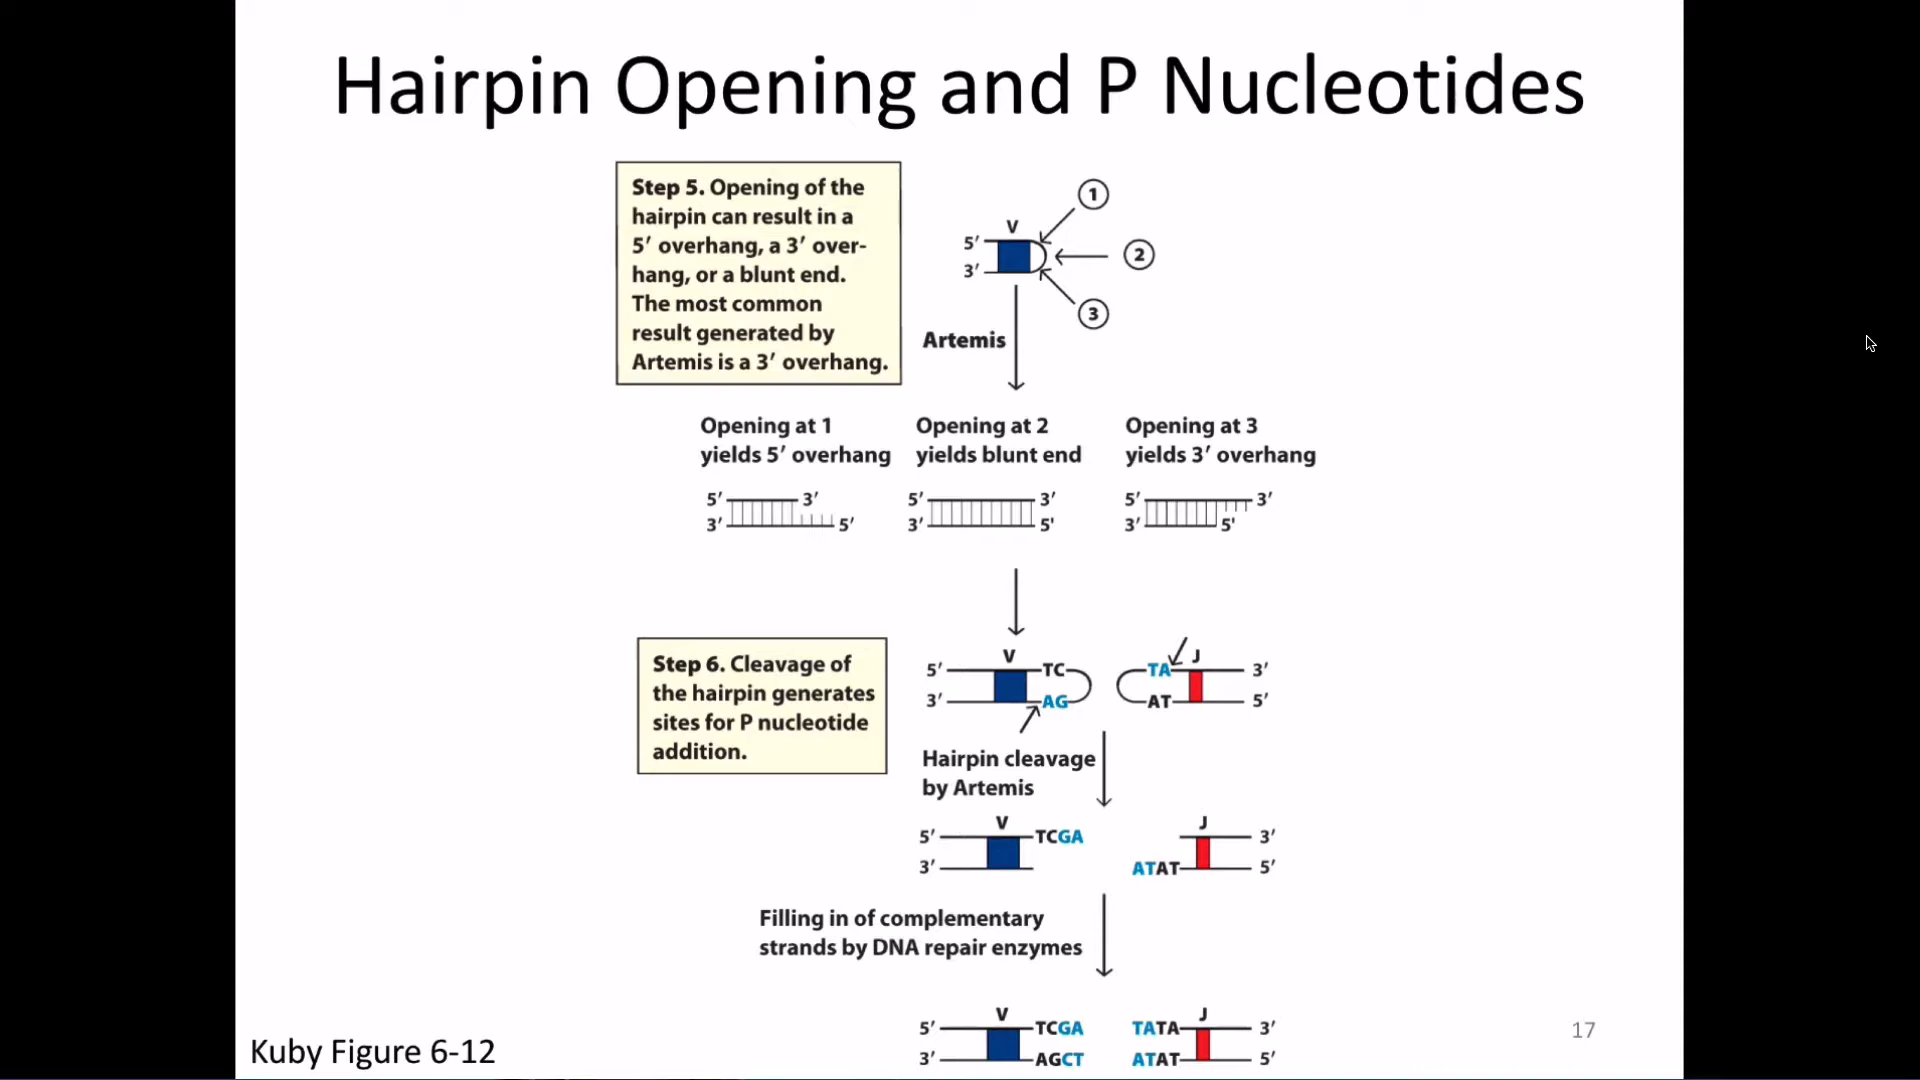 Hairpin Opening and P Nucleotides
Step 5. Opening of the
hairpin can result in a
5′ overhang, a 3′ over-
hang, or a blunt end.
The most common
result generated by
Artemis is a 3′ overhang.
1
V
5′
2
3′
3
Artemis
Opening at 1
yields 5′ overhang
Opening at 2
yields blunt end
Opening at 3
yields 3′ overhang
5′ 3′
3′ 5′
5′ 3′
3′ 5'
5′ 3′
3′ 5'
Step 6. Cleavage of
the hairpin generates
sites for P nucleotide
addition.
V
5′ TC
3′ AG
J
TA 3′
AT 5′
Hairpin cleavage
by Artemis
V
5′ TCGA
3′
J
3′
ATAT 5′
Filling in of complementary
strands by DNA repair enzymes
V
5′ TCGA
3′ AGCT
J
TATA 3′
ATAT 5′
Kuby Figure 6-12
17